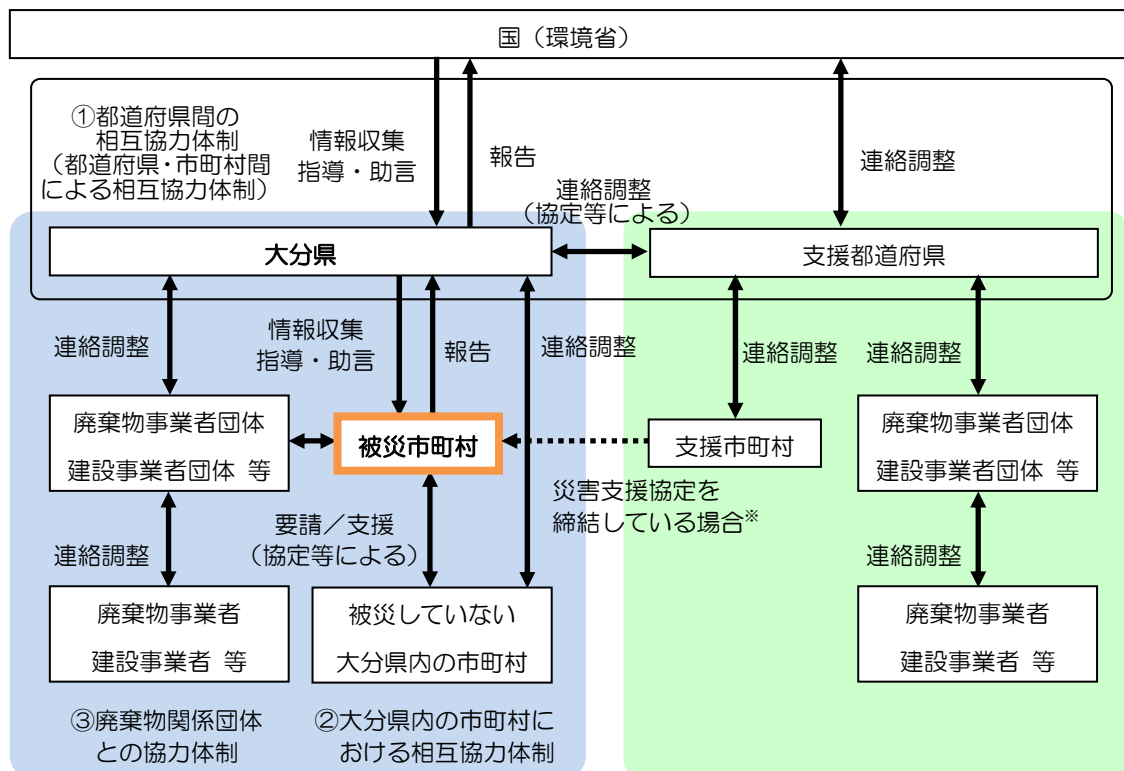 国（環境省）
①都道府県間の
相互協力体制
（都道府県・市町村間
による相互協力体制）
情報収集
指導・助言
報告
連絡調整
（協定等による）
連絡調整
大分県
支援都道府県
連絡調整
情報収集
指導・助言
報告
連絡調整
連絡調整
連絡調整
廃棄物事業者団体
建設事業者団体 等
被災市町村
支援市町村
廃棄物事業者団体
建設事業者団体 等
災害支援協定を
締結している場合※
連絡調整
要請／支援
（協定等による）
連絡調整
廃棄物事業者
建設事業者 等
被災していない
大分県内の市町村
廃棄物事業者
建設事業者 等
③廃棄物関係団体
との協力体制
②大分県内の市町村に
おける相互協力体制